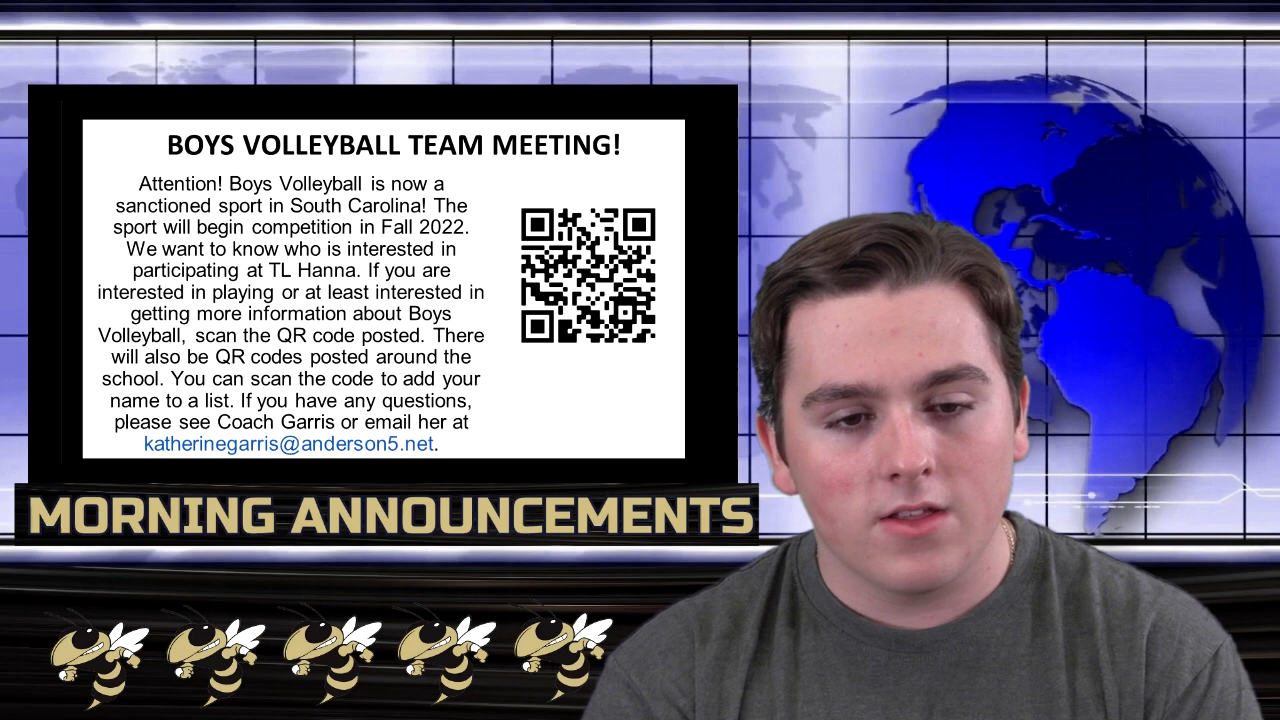 BOYS VOLLEYBALL TEAM MEETING!
Attention! Boys Volleyball is now a
sanctioned sport in South Carolina! The
sport will begin competition in Fall 2022.
We want to know who is interested in
participating at TL Hanna. If you are
interested in playing or at least interested in
getting more information about Boys
Volleyball, scan the QR code posted. There
will also be QR codes posted around the
school. You can scan the code to add your
name to a list. If you have any questions,
please see Coach Garris or email her at
katherinegarris@anderson5.net.
MORNING ANNOUNCEMENTS